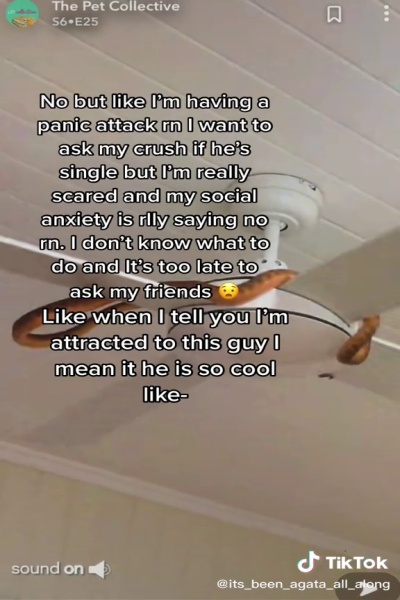 The Pet Collective
S6•E25
No but like I'm having a
panic attack rn I want to
ask my crush if he's
single but I'm really
scared and my social
anxiety is rlly saying no
rn. I don't know what to
do and It's too late to
ask my friends 😟
Like when I tell you I'm
attracted to this guy I
mean it he is so cool
like-
sound on
TikTok
@its_been_agata_all_along